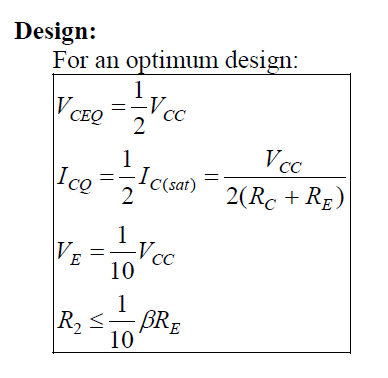 Design:
For an optimum design:
V_CEQ = 1/2 V_CC
I_CQ = 1/2 I_C(sat) = V_CC / 2(R_C + R_E)
V_E = 1/10 V_CC
R_2 ≤ 1/10 βR_E